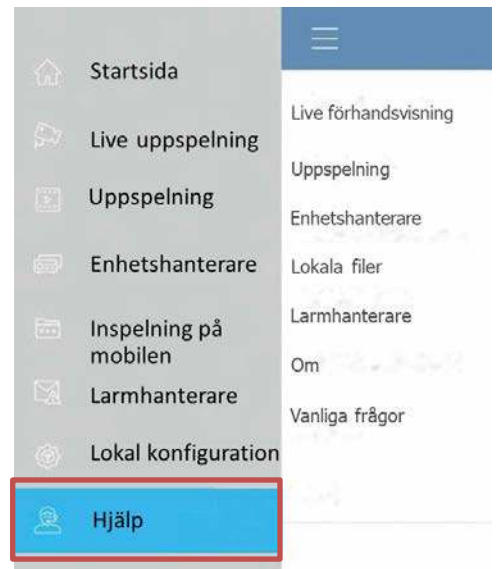 Startsida
Live uppspelning
Uppspelning
Enhetshanterare
Inspelning på
mobilen
Larmhanterare
Lokal konfiguration
Hjälp
Live förhandsvisning
Uppspelning
Enhetshanterare
Lokala filer
Larmhanterare
Om
Vanliga frågor